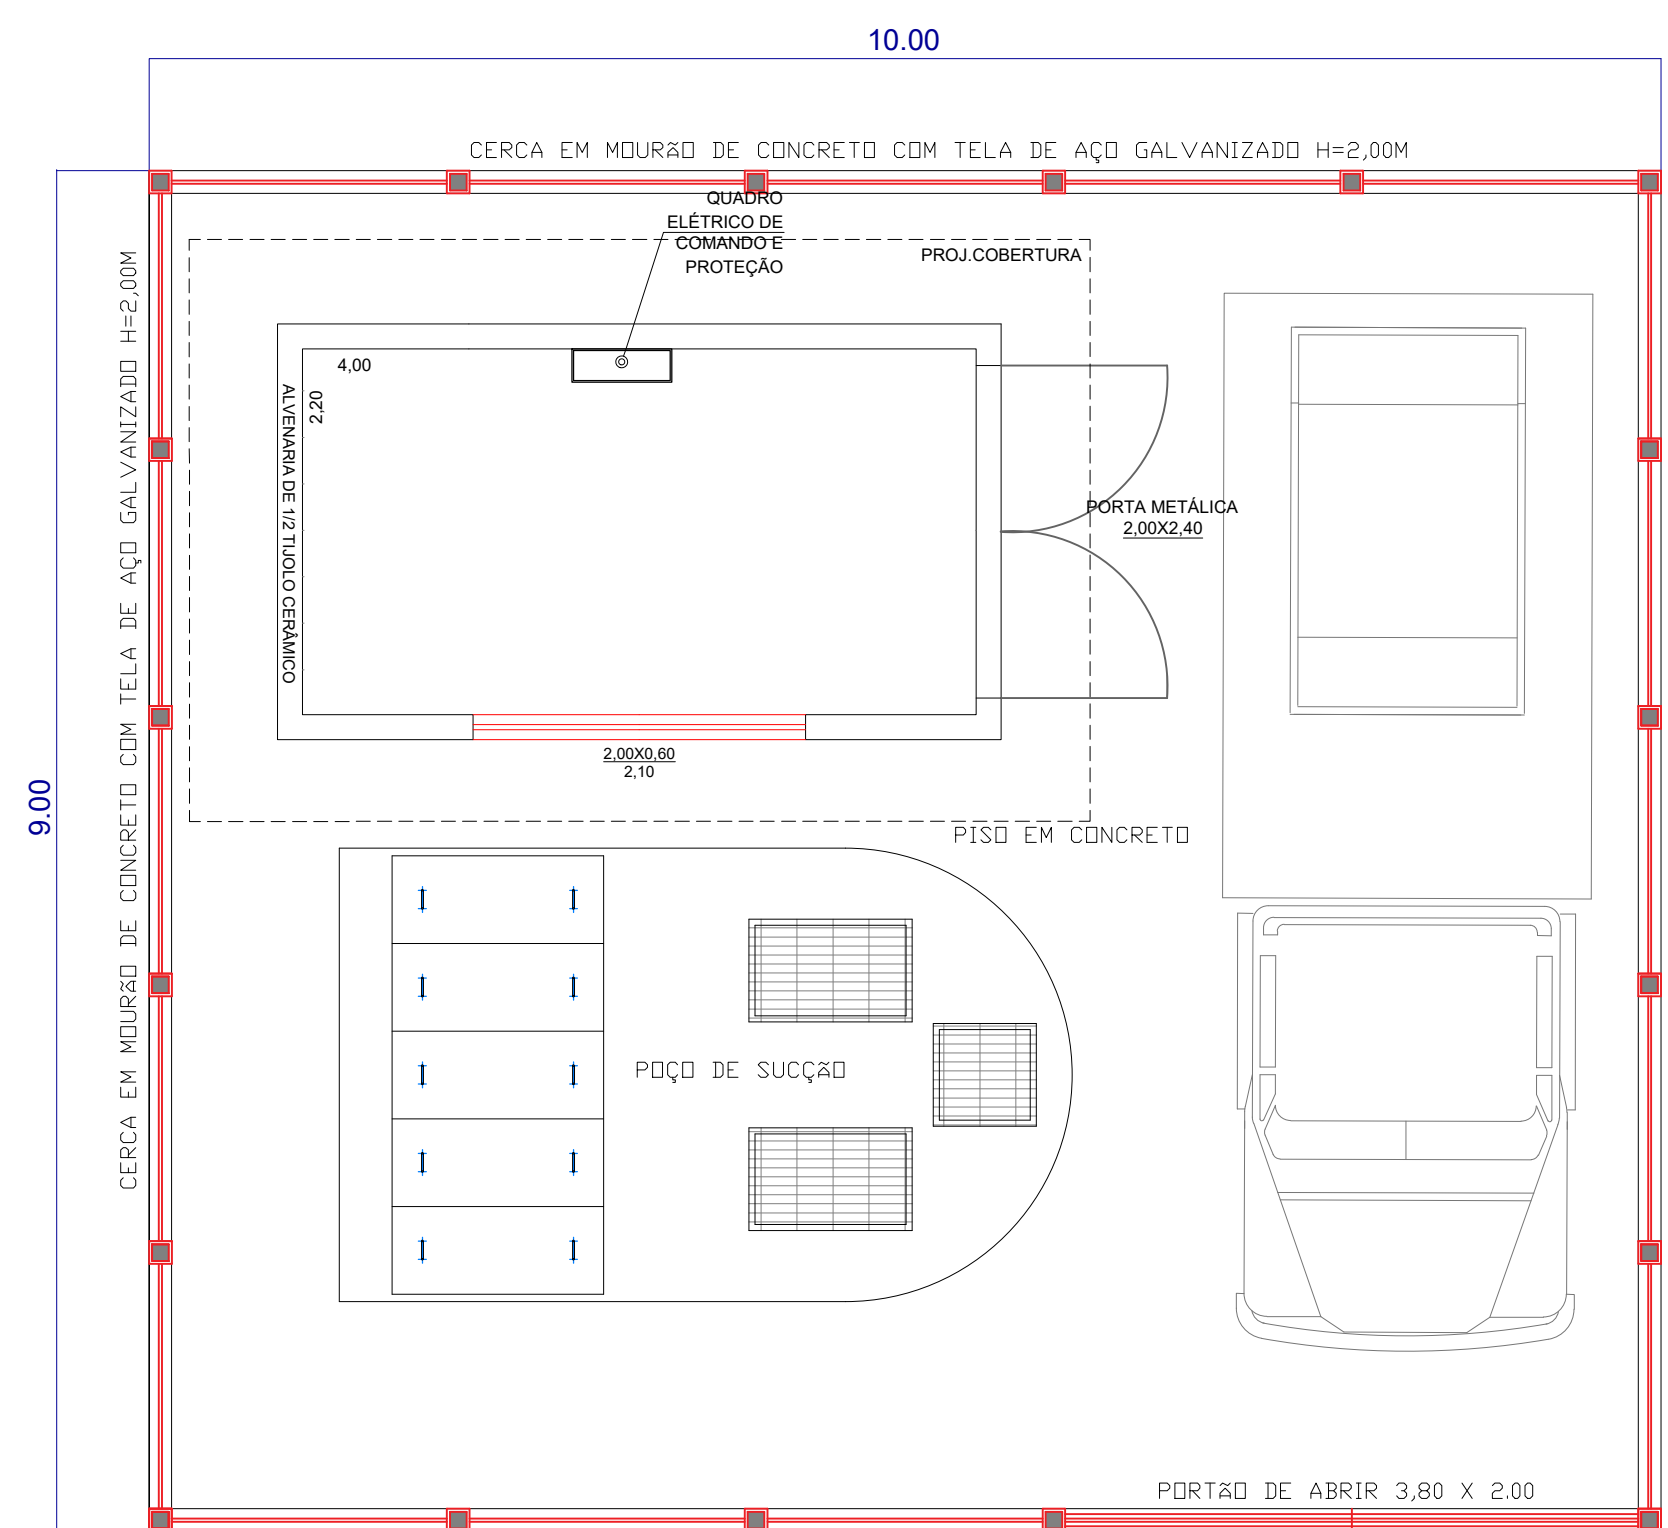 10.00
CERCA EM MOURÃO DE CONCRETO COM TELA DE AÇO GALVANIZADO H=2,00M
QUADRO
ELÉTRICO DE
COMANDO E
PROTEÇÃO
PROJ.COBERTURA
CERCA EM MOURÃO DE CONCRETO COM TELA DE AÇO GALVANIZADO H=2,00M
4,00
2,20
ALVENARIA DE 1/2 TIJOLO CERÂMICO
PORTA METÁLICA
2,00X2,40
2,00X0,60
2,10
9.00
PISO EM CONCRETO
POÇO DE SUCÇÃO
PORTÃO DE ABRIR 3,80 X 2.00